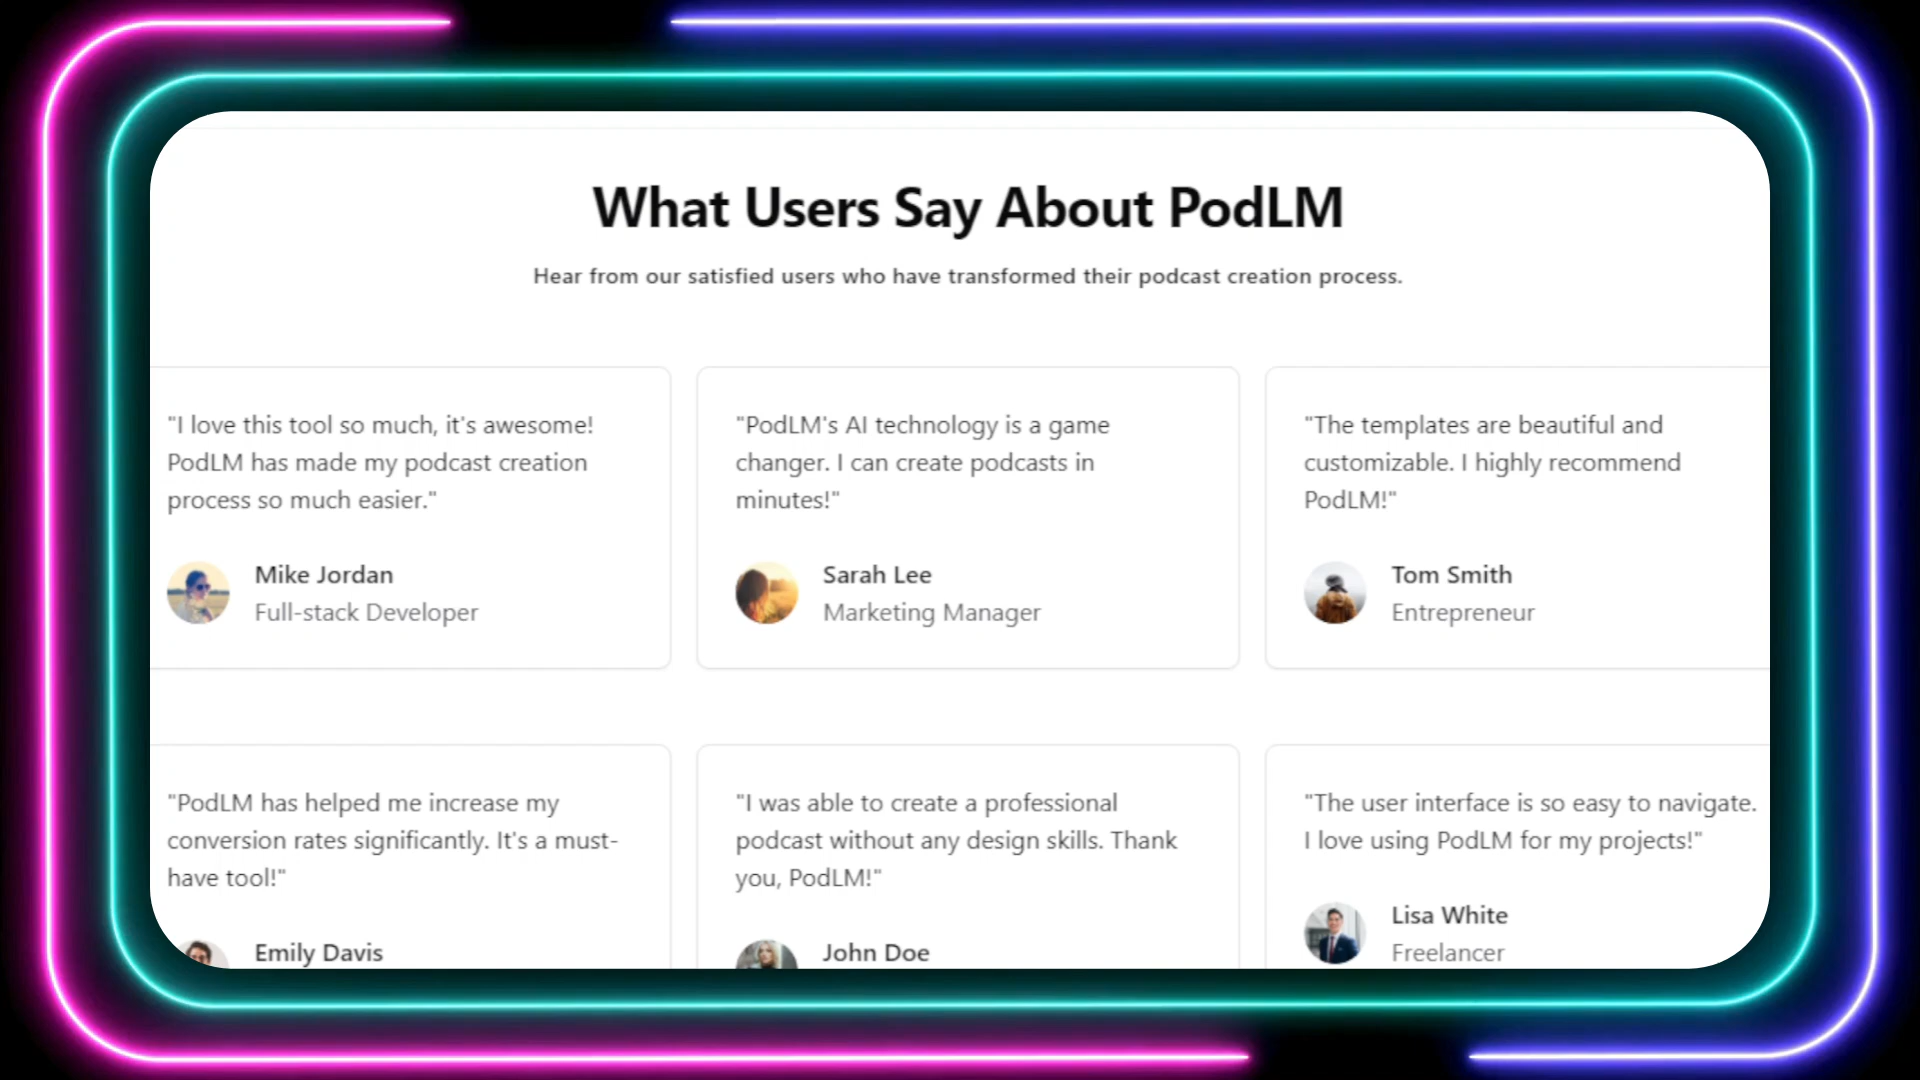 What Users Say About PodLM
Hear from our satisfied users who have transformed their podcast creation process.
"I love this tool so much, it's awesome!
PodLM has made my podcast creation
process so much easier."
Mike Jordan
Full-stack Developer
"PodLM's AI technology is a game
changer. I can create podcasts in
minutes!"
Sarah Lee
Marketing Manager
"The templates are beautiful and
customizable. I highly recommend
PodLM!"
Tom Smith
Entrepreneur
"PodLM has helped me increase my
conversion rates significantly. It's a must-
have tool!"
Emily Davis
"I was able to create a professional
podcast without any design skills. Thank
you, PodLM!"
John Doe
"The user interface is so easy to navigate.
I love using PodLM for my projects!"
Lisa White
Freelancer